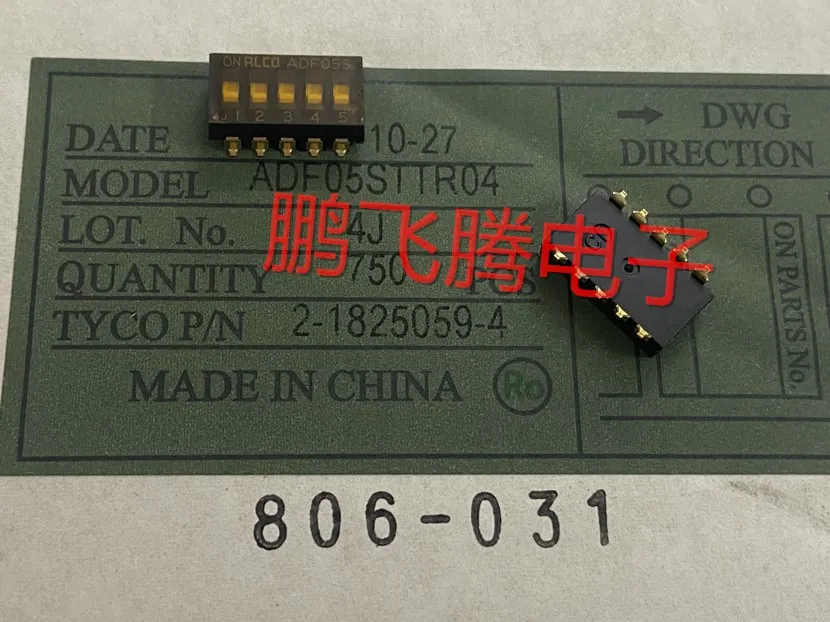 ON ALCO ADF05S
1 2 3 4 5
DATE 10-27
MODEL ADF05STTR04
LOT. No. 4J
QUANTITY 750 PCS
TYCO P/N 2-1825059-4
MADE IN CHINA Ro
DWG
DIRECTION
ON PARTS No.
鹏飞腾电子
806-031